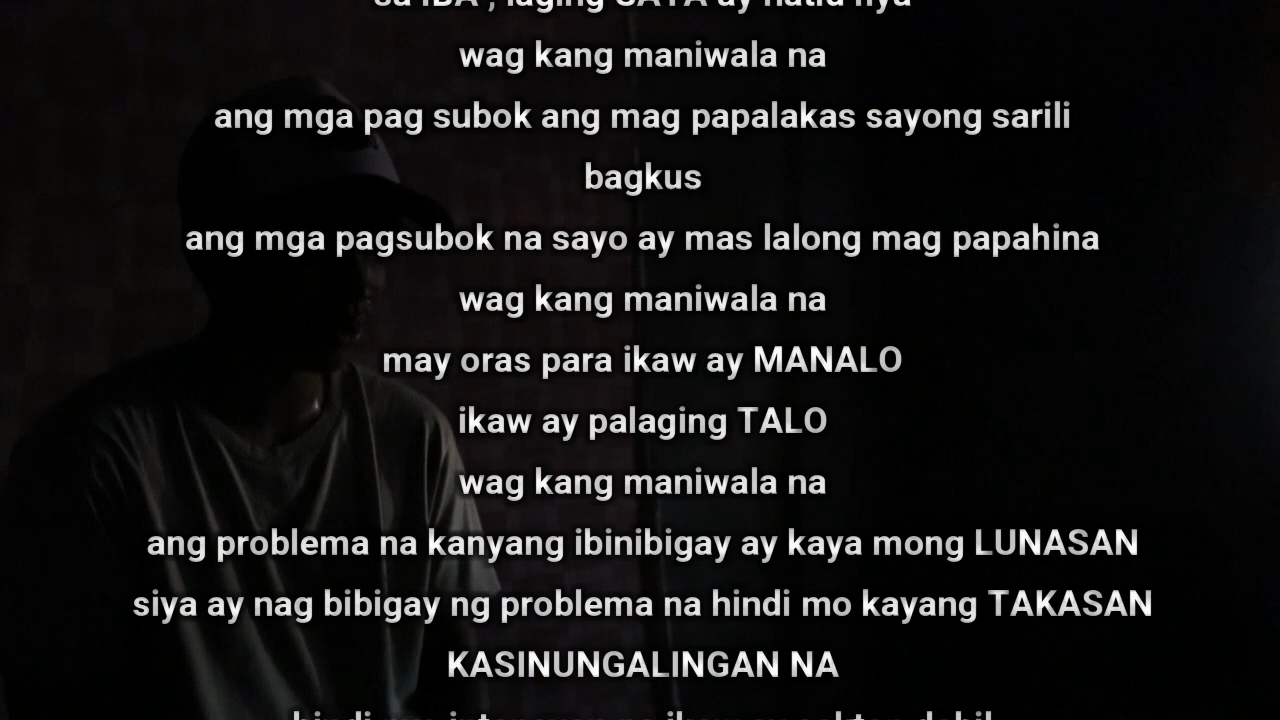 wag kang maniwala na
ang mga pag subok ang mag papalakas sayong sarili
bagkus
ang mga pagsubok na sayo ay mas lalong mag papahina
wag kang maniwala na
may oras para ikaw ay MANALO
ikaw ay palaging TALO
wag kang maniwala na
ang problema na kanyang ibinibigay ay kaya mong LUNASAN
siya ay nag bibigay ng problema na hindi mo kayang TAKASAN
KASINUNGALINGAN NA